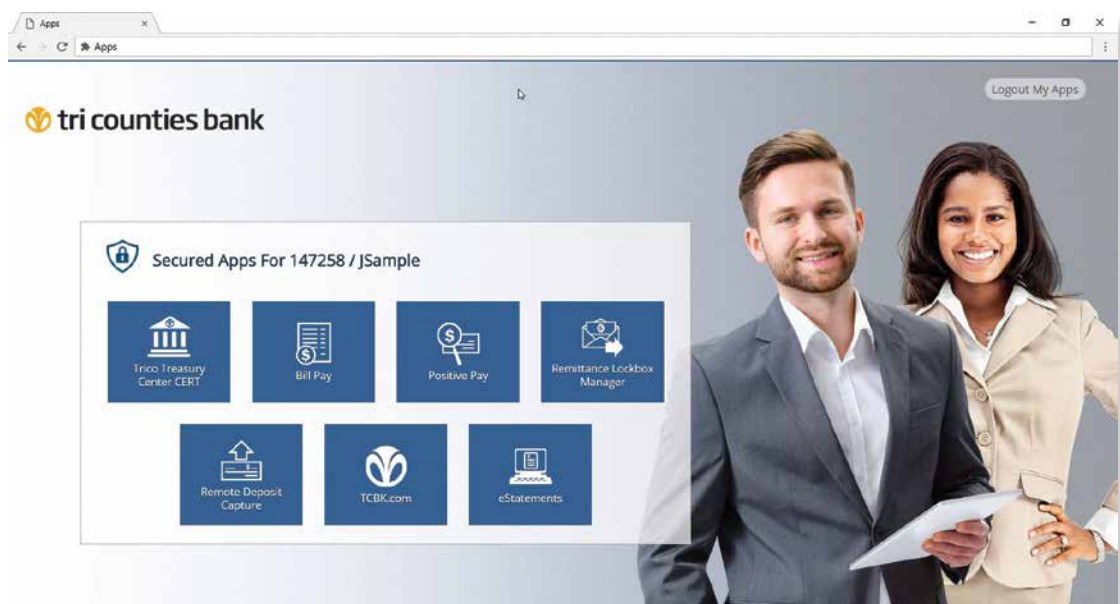 Apps
Apps
Logout My Apps
tri counties bank
Secured Apps For 147258 / JSample
Trico Treasury
Center CERT
Bill Pay
Positive Pay
Remittance Lockbox
Manager
Remote Deposit
Capture
TCBK.com
eStatements